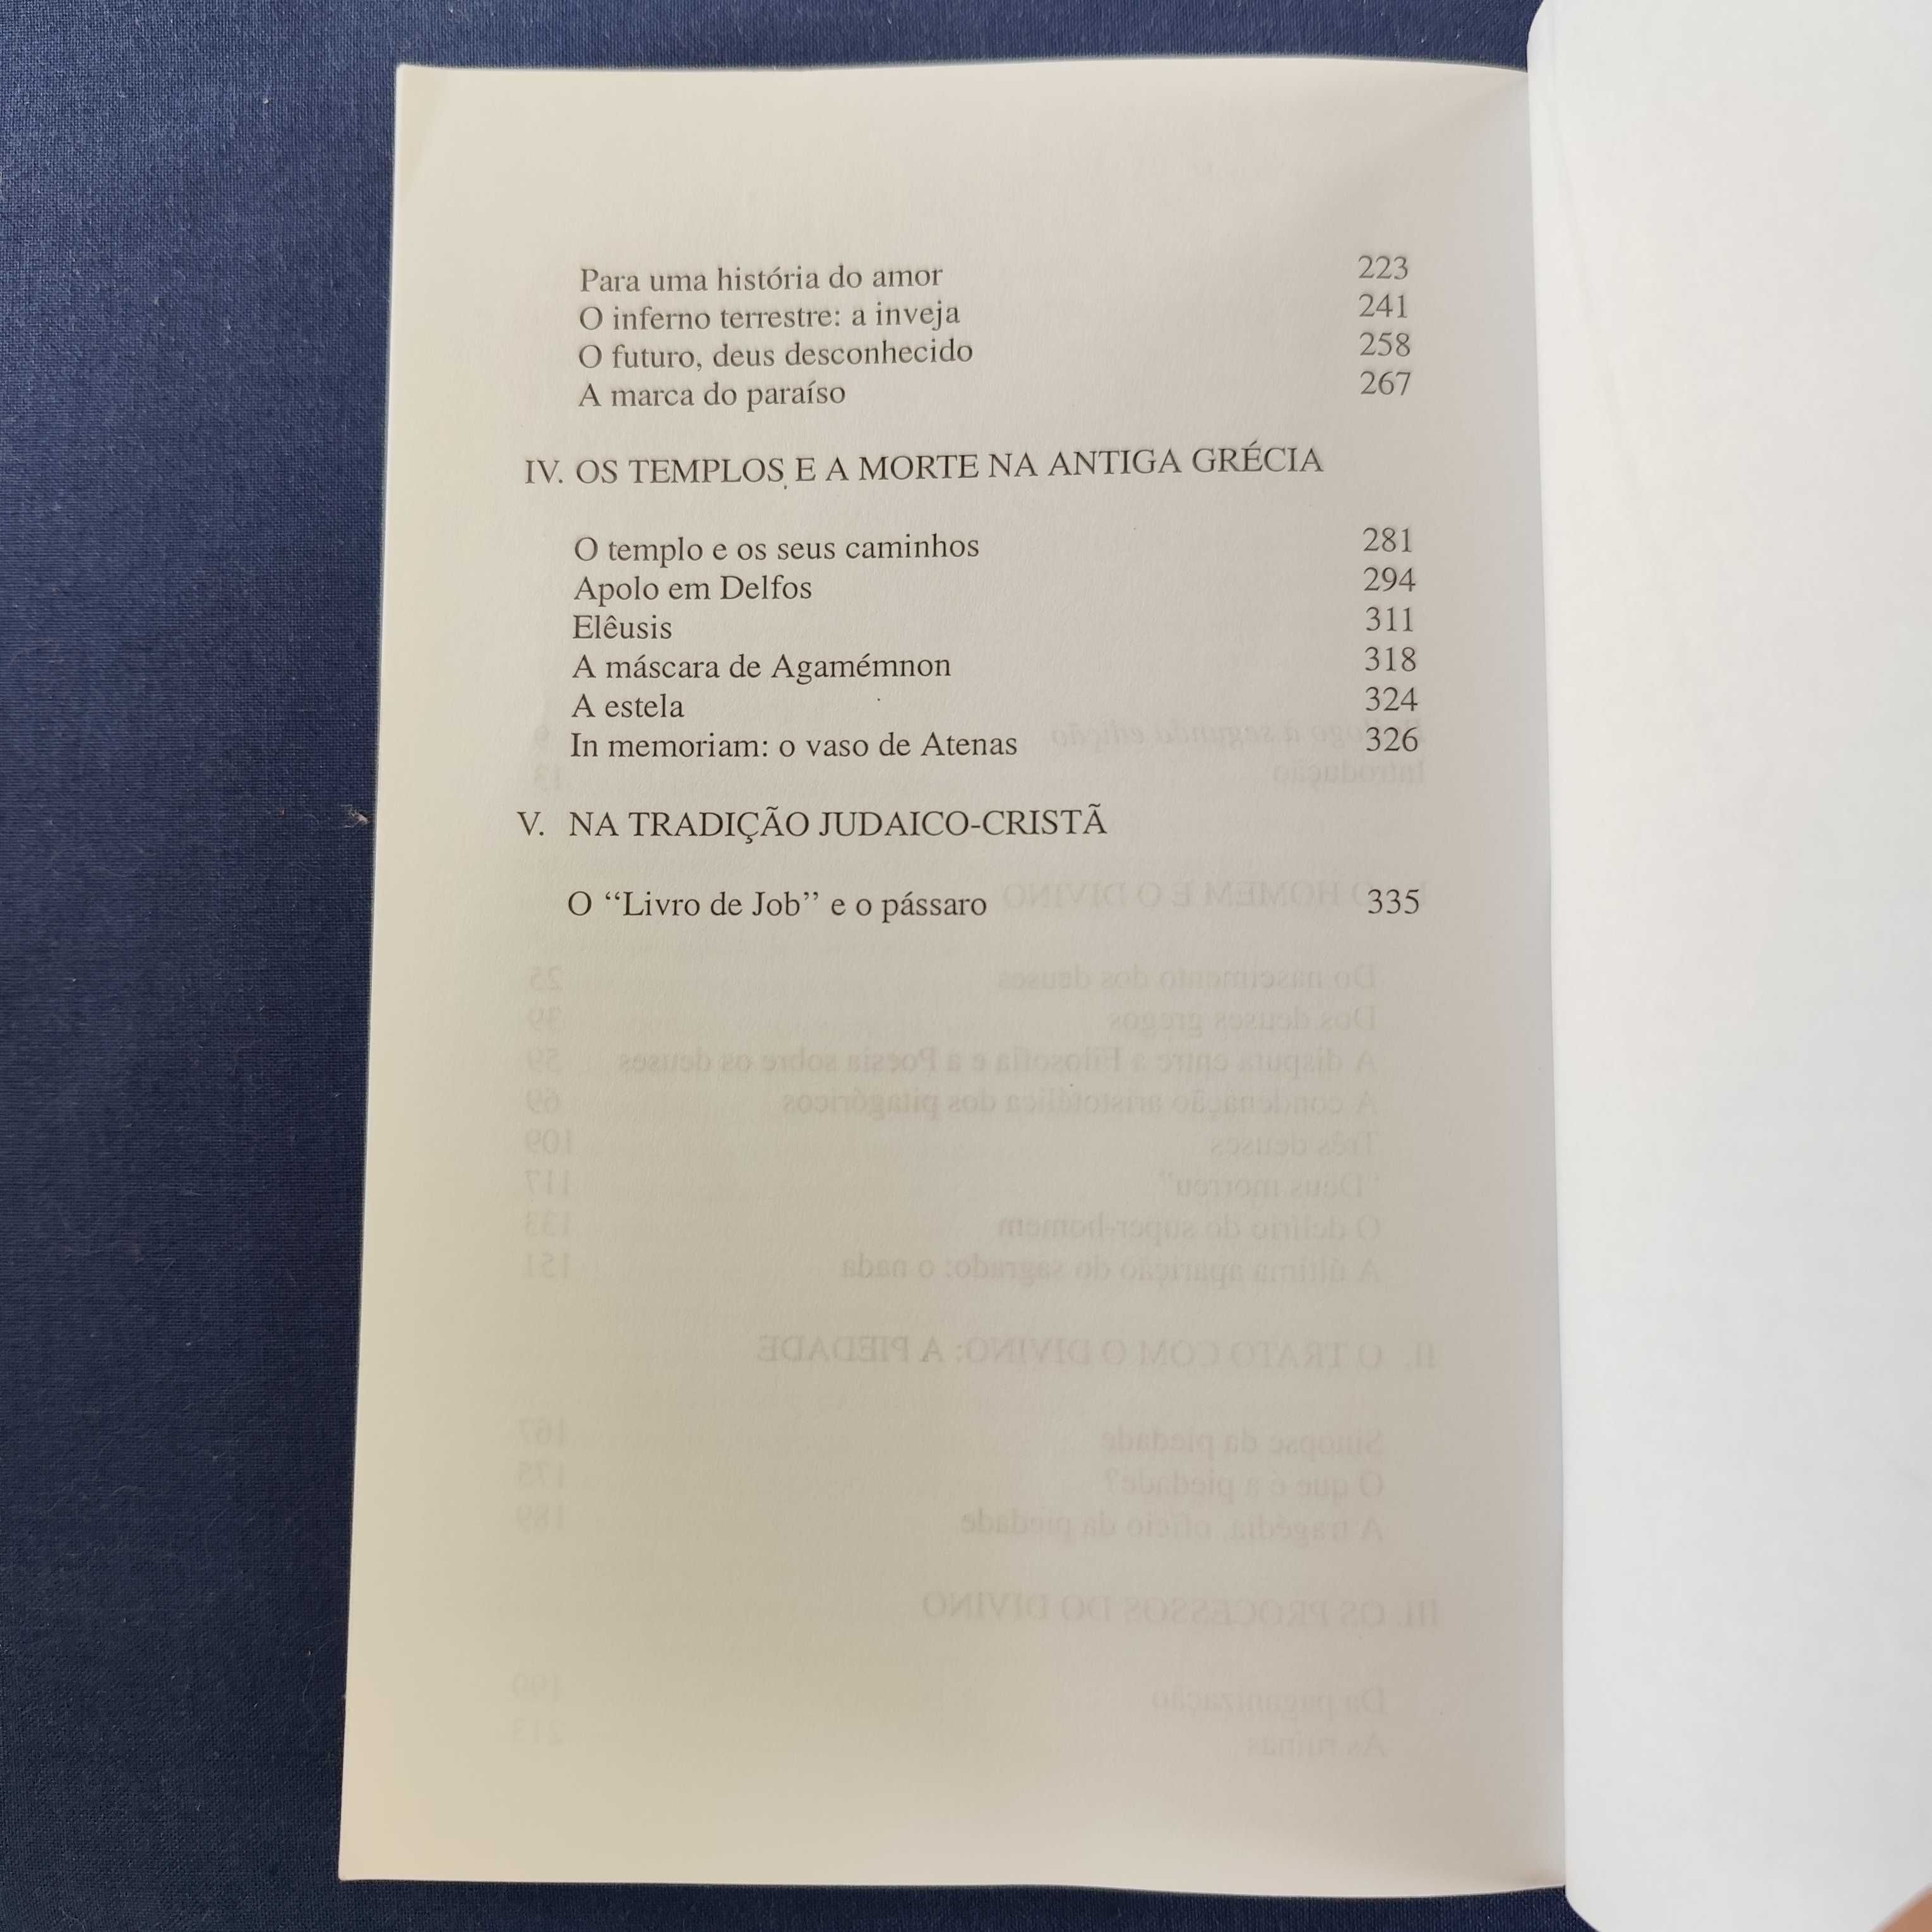 Para uma história do amor 223
O inferno terrestre: a inveja 241
O futuro, deus desconhecido 258
A marca do paraíso 267
IV. OS TEMPLOS E A MORTE NA ANTIGA GRÉCIA
O templo e os seus caminhos 281
Apolo em Delfos 294
Elêusis 311
A máscara de Agamémnon 318
A estela 324
In memoriam: o vaso de Atenas 326
V. NA TRADIÇÃO JUDAICO-CRISTÃ
O “Livro de Job” e o pássaro 335